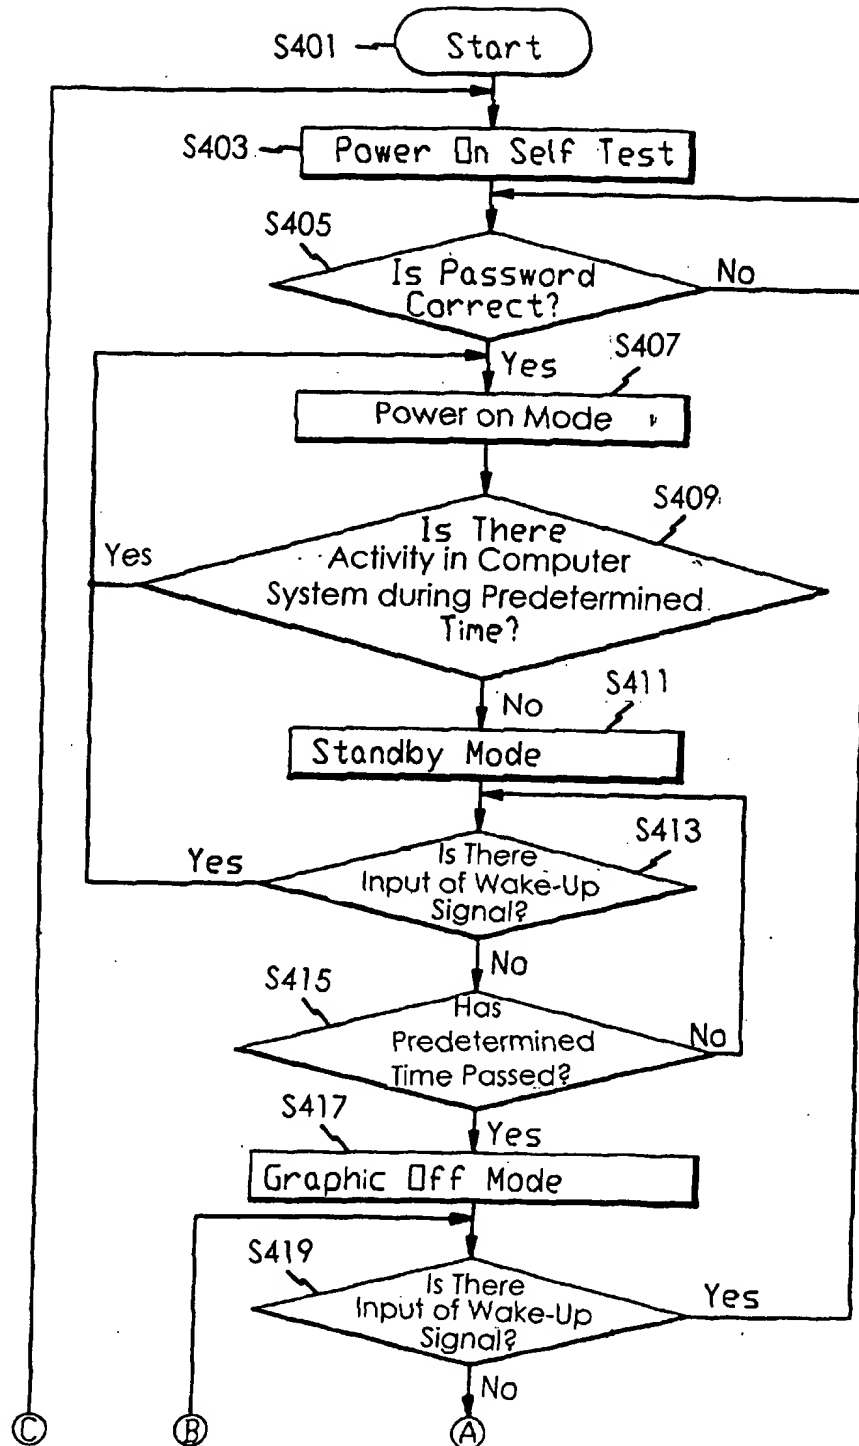 S401
Start
S403
Power On Self Test
S405
Is Password
Correct?
No
Yes
S407
Power on Mode
S409
Is There
Activity in Computer
System during Predetermined
Time?
Yes
No
S411
Standby Mode
S413
Is There
Input of Wake-Up
Signal?
Yes
No
S415
Has
Predetermined
Time Passed?
No
Yes
S417
Graphic Off Mode
S419
Is There
Input of Wake-Up
Signal?
Yes
No
C
B
A